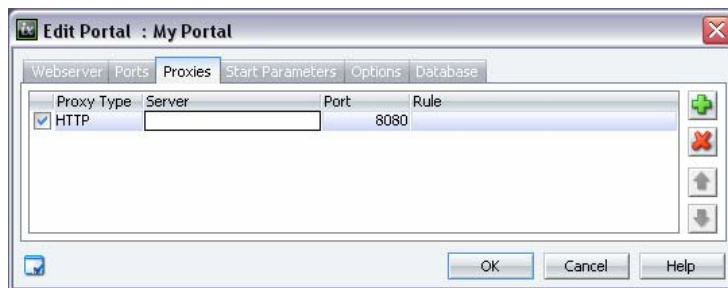 Edit Portal : My Portal
Webserver Ports Proxies Start Parameters Options Database
Proxy Type Server Port Rule
HTTP 8080
OK Cancel Help